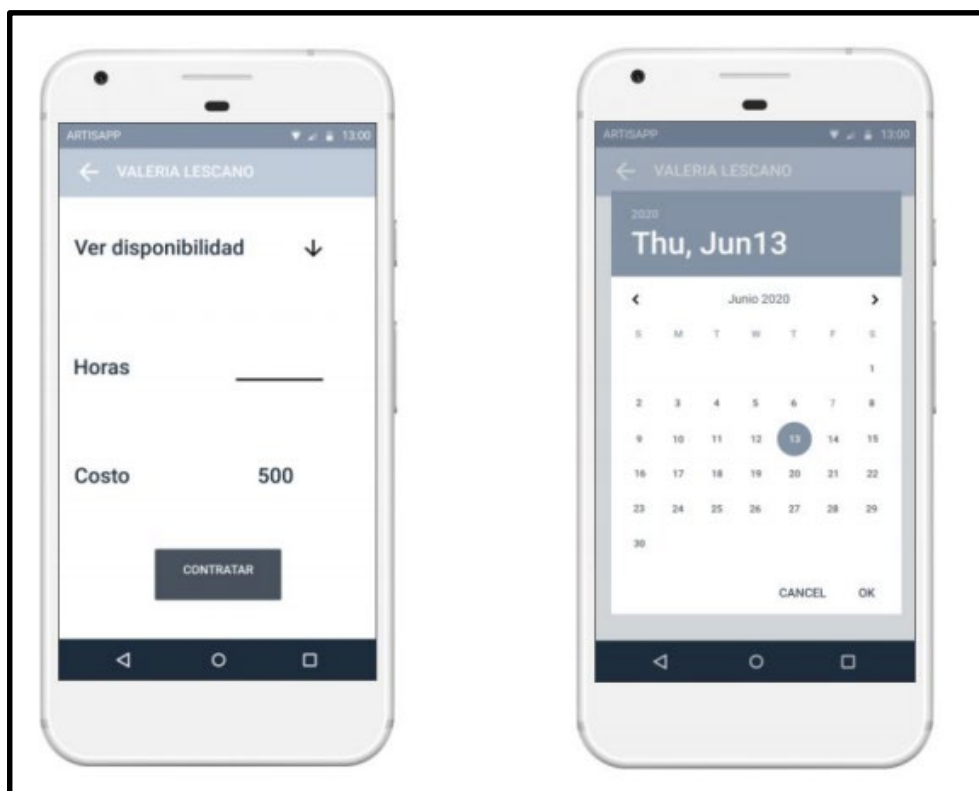 ARTISAPP 13:00
VALERIA LESCANO
Ver disponibilidad
Horas
Costo 500
CONTRATAR
ARTISAPP 13:00
VALERIA LESCANO
2020
Thu, Jun13
Junio 2020
S M T W T F S
1
2 3 4 5 6 7 8
9 10 11 12 13 14 15
16 17 18 19 20 21 22
23 24 25 26 27 28 29
30
CANCEL OK